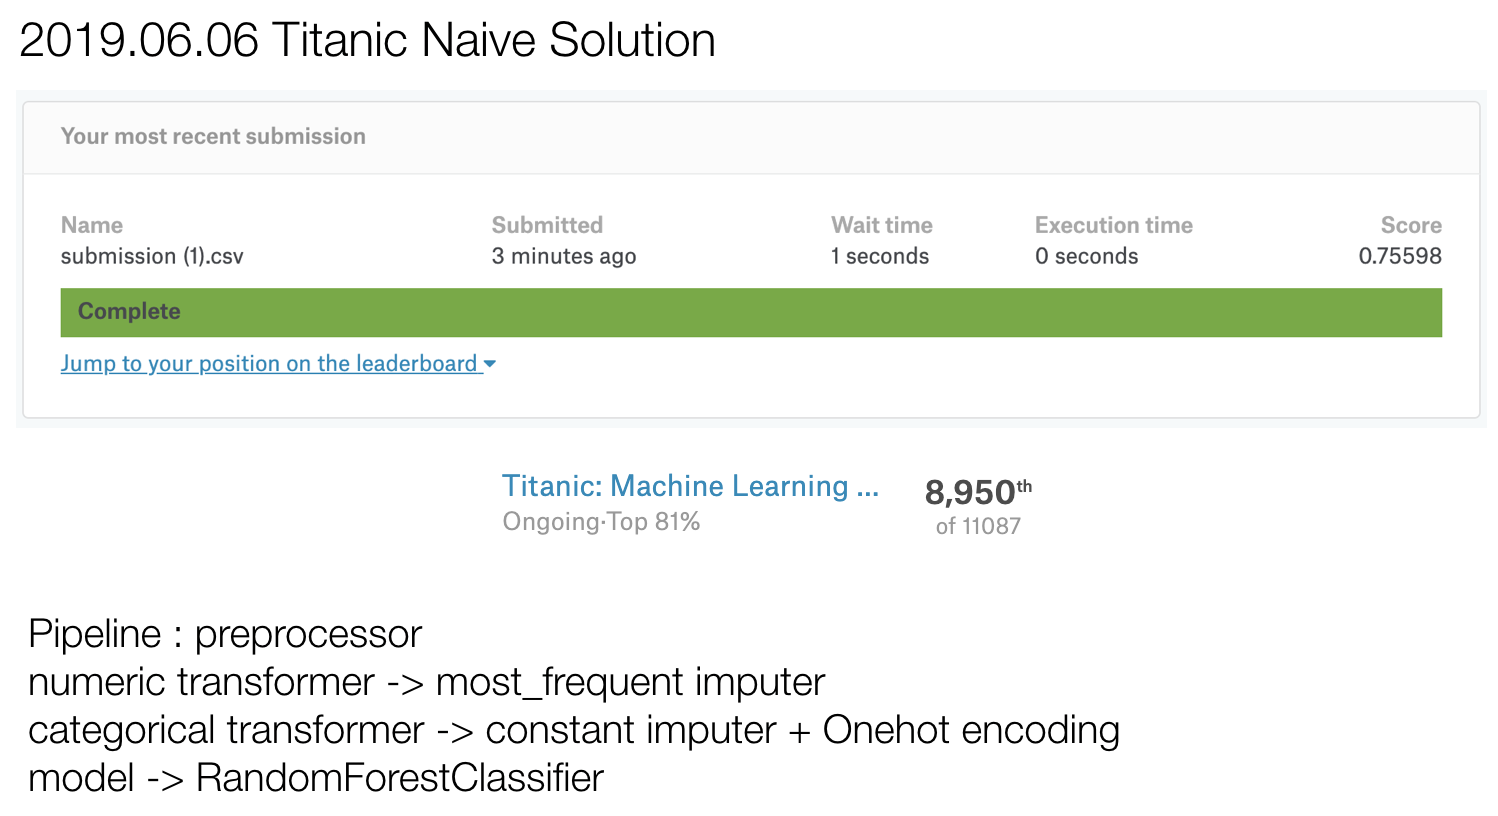 2019.06.06 Titanic Naive Solution
Your most recent submission
Name Submitted Wait time Execution time Score
submission (1).csv 3 minutes ago 1 seconds 0 seconds 0.75598
Complete
Jump to your position on the leaderboard
Titanic: Machine Learning ... 8,950th
Ongoing·Top 81% of 11087
Pipeline : preprocessor
numeric transformer -> most_frequent imputer
categorical transformer -> constant imputer + Onehot encoding
model -> RandomForestClassifier